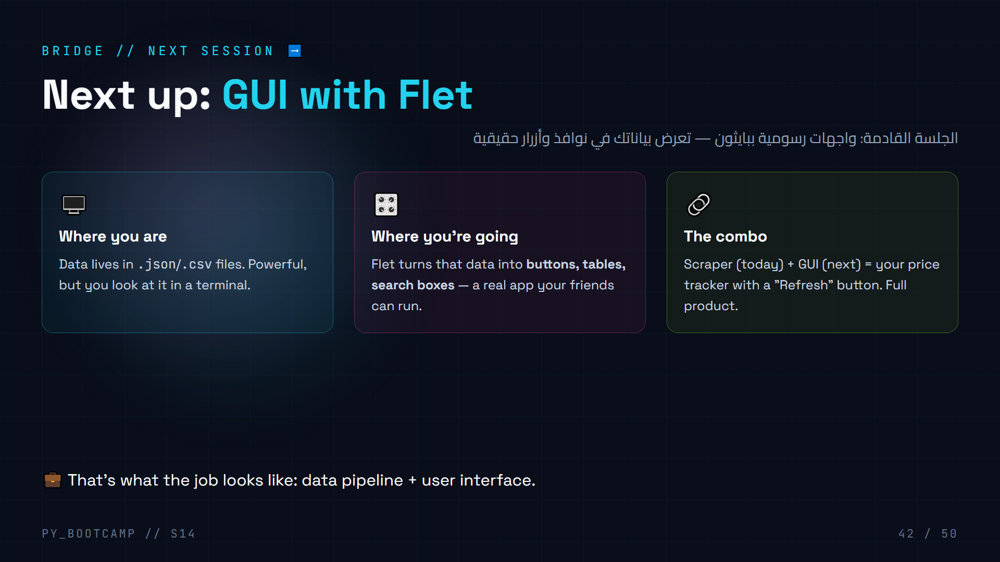 BRIDGE // NEXT SESSION ➡
Next up: GUI with Flet
الجلسة القادمة: واجهات رسومية ببايثون — تعرض بياناتك في نوافذ وأزرار حقيقية
Where you are
Data lives in .json/.csv files. Powerful,
but you look at it in a terminal.
Where you’re going
Flet turns that data into buttons, tables,
search boxes — a real app your friends
can run.
The combo
Scraper (today) + GUI (next) = your price
tracker with a ”Refresh” button. Full
product.
That’s what the job looks like: data pipeline + user interface.
PY_BOOTCAMP // S14
42 / 50